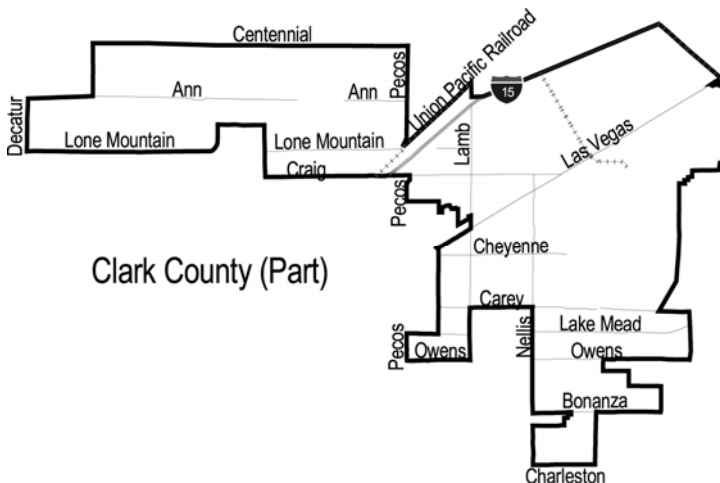 Centennial
Union Pacific Railroad
Pecos
Ann
Ann
15
Decatur
Lone Mountain
Lone Mountain
Lamb
Las Vegas
Craig
Pecos
Cheyenne
Clark County (Part)
Carey
Lake Mead
Nellis
Pecos
Owens
Owens
Bonanza
Charleston